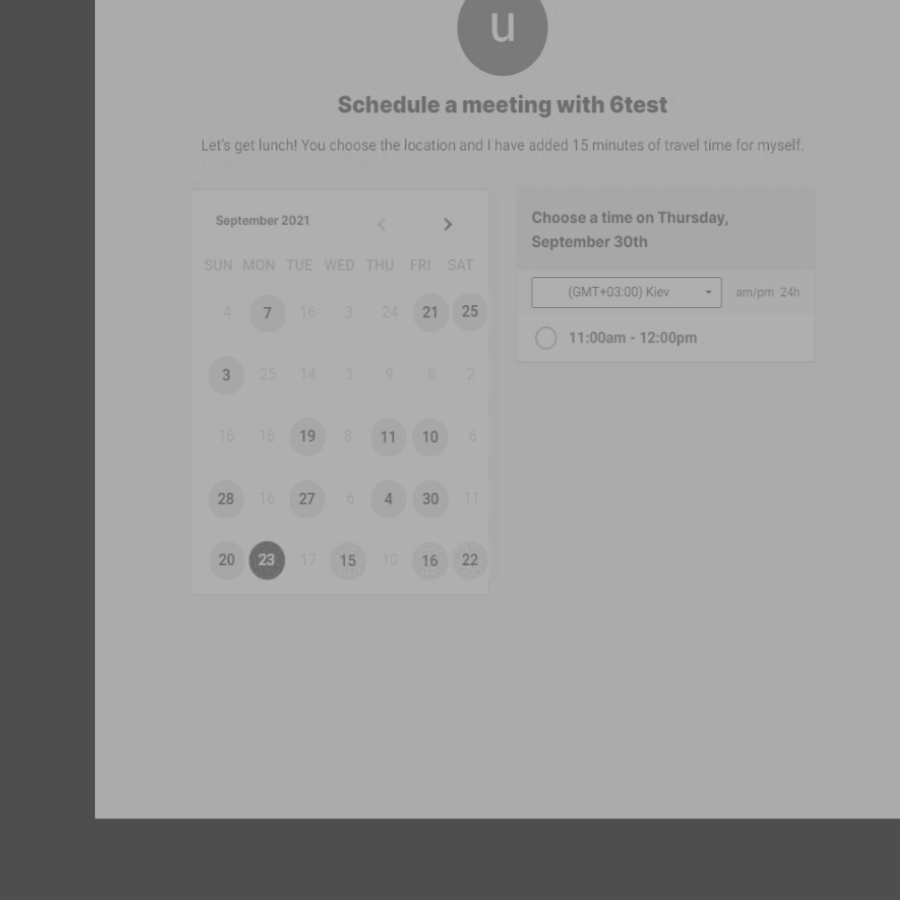 u
Schedule a meeting with 6test
Let's get lunch! You choose the location and I have added 15 minutes of travel time for myself.
September 2021
SUN MON TUE WED THU FRI SAT
4 7 16 3 24 21 25
3 25 14 3 9 6 2
16 16 19 8 11 10 6
28 16 27 6 4 30 11
20 23 17 15 10 16 22
Choose a time on Thursday,
September 30th
(GMT+03:00) Kiev am/pm 24h
11:00am - 12:00pm